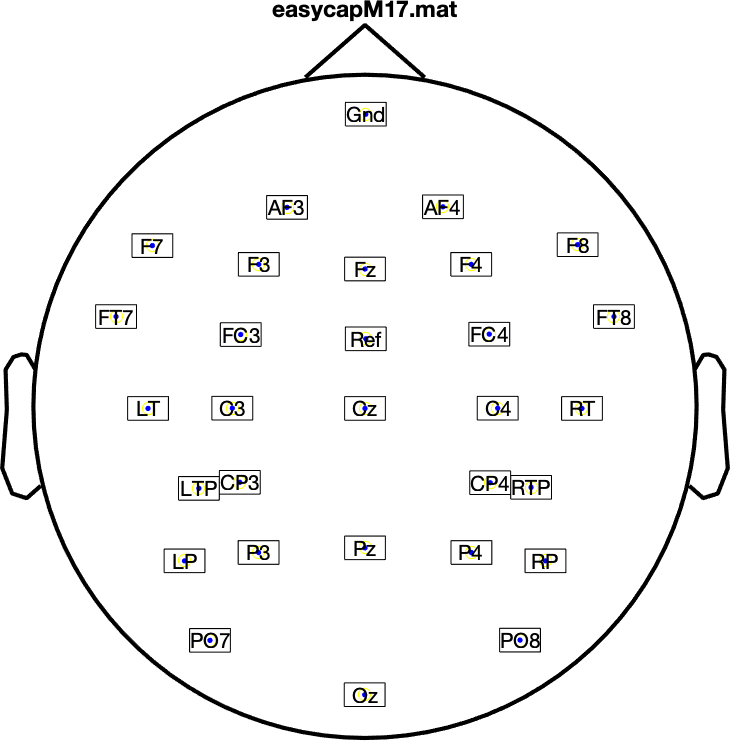 easycapM17.mat
Gnd
AF3 AF4
F7 F8
F3 Fz F4
FT7 FT8
FC3 Ref FC4
LT C3 Cz C4 RT
LTP CP3 CP4 RTP
LP P3 Pz P4 RP
PO7 PO8
Oz